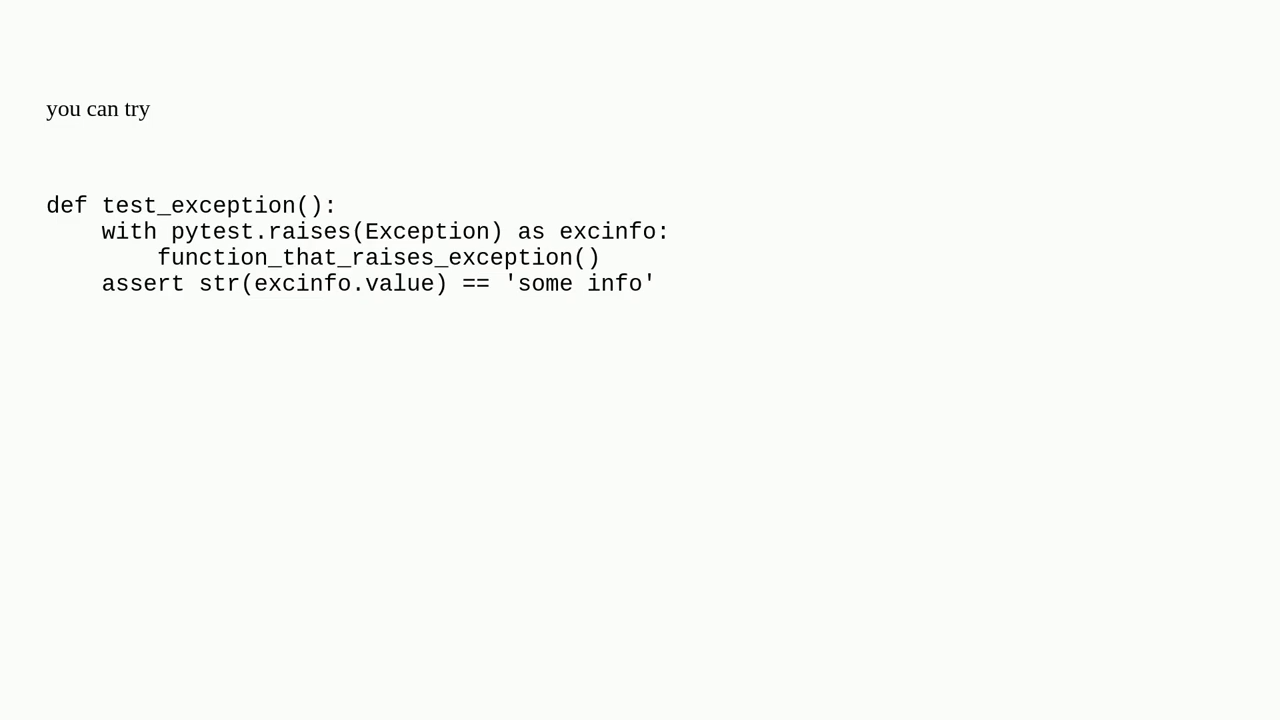 you can try
def test_exception():
    with pytest.raises(Exception) as excinfo:
        function_that_raises_exception()
    assert str(excinfo.value) == 'some info'